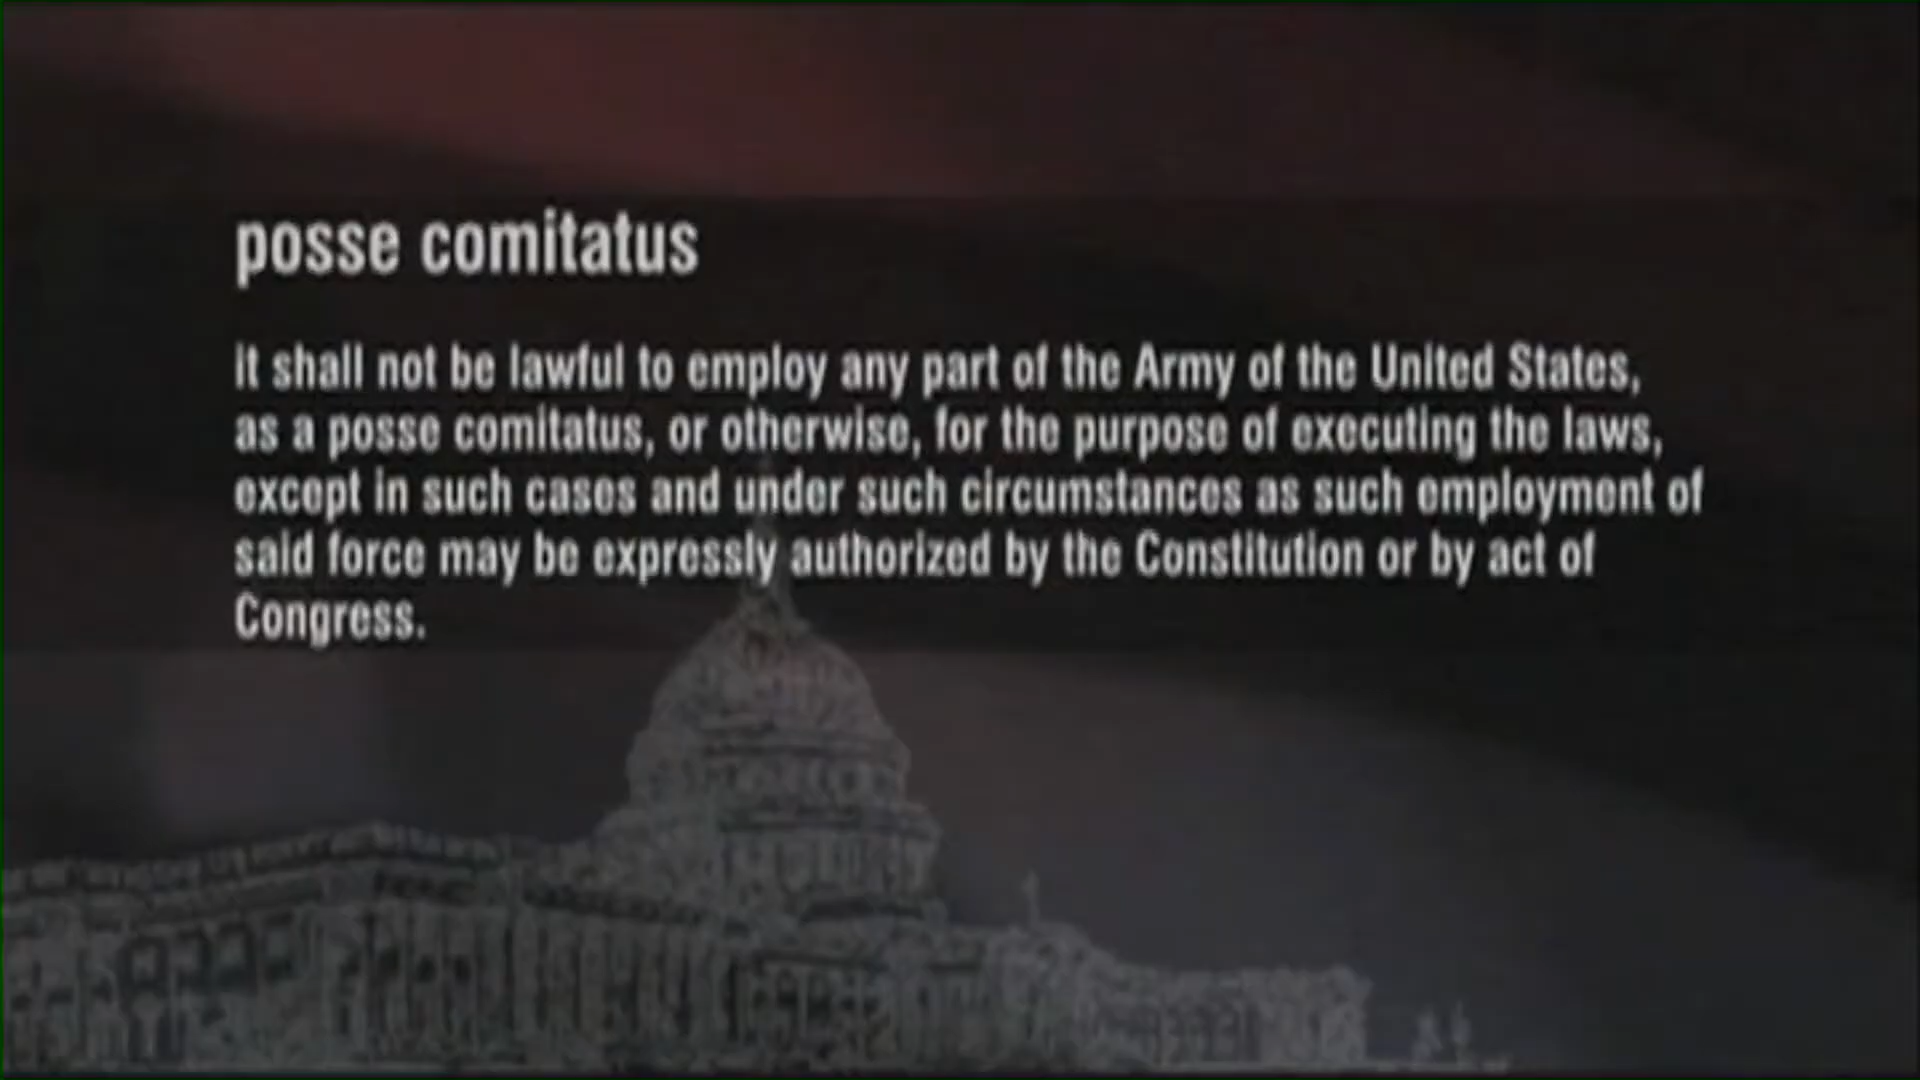 posse comitatus
it shall not be lawful to employ any part of the Army of the United States,
as a posse comitatus, or otherwise, for the purpose of executing the laws,
except in such cases and under such circumstances as such employment of
said force may be expressly authorized by the Constitution or by act of
Congress.